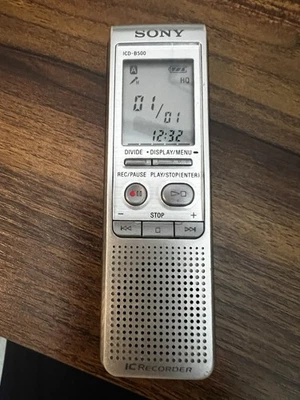 SONY
ICD-B500
A
HQ
01/01
12:32
DIVIDE • DISPLAY/MENU
REC/PAUSE PLAY/STOP(ENTER)
− STOP +
IC RECORDER